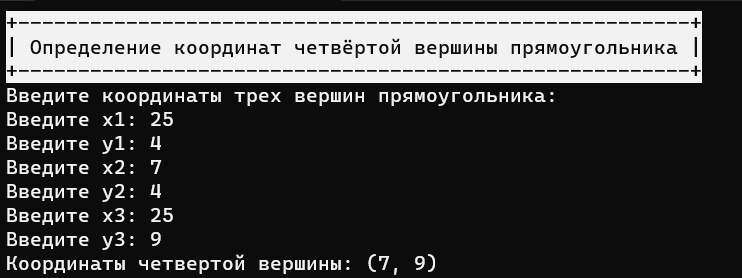 +--------------------------------------------------------+
| Определение координат четвёртой вершины прямоугольника |
+--------------------------------------------------------+
Введите координаты трех вершин прямоугольника:
Введите x1: 25
Введите y1: 4
Введите x2: 7
Введите y2: 4
Введите x3: 25
Введите y3: 9
Координаты четвертой вершины: (7, 9)